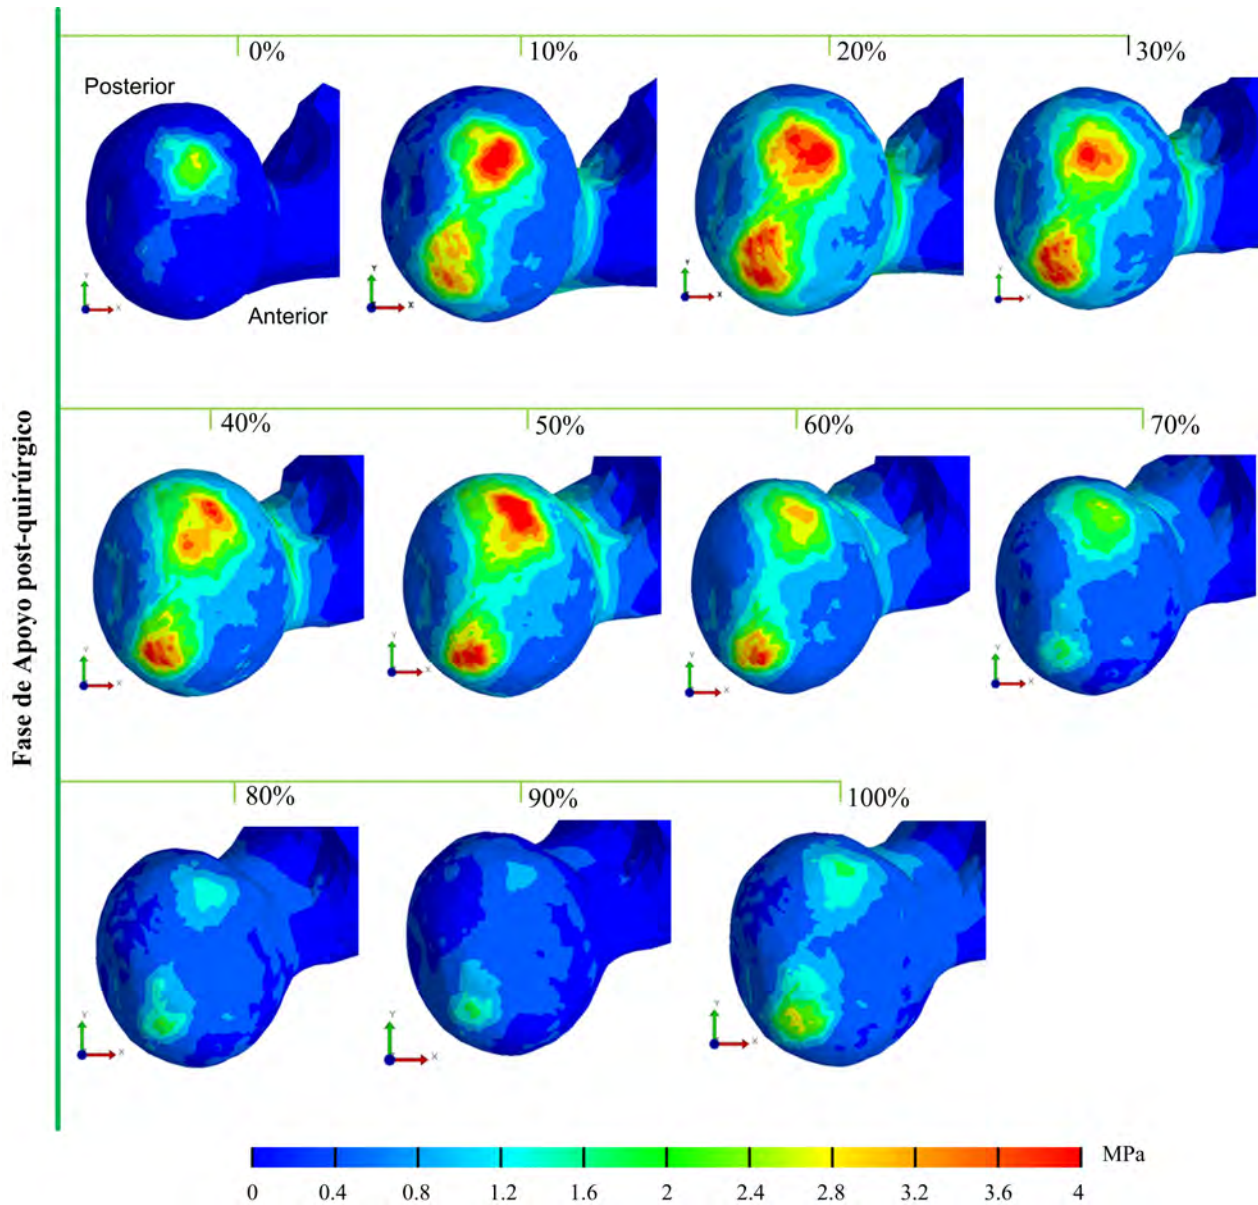 0% 10% 20% 30%
Posterior
Y X Y X Y X Y X
Anterior
Fase de Apoyo post-quirúrgico
40% 50% 60% 70%
Y X Y X Y X Y X
80% 90% 100%
Y X Y X Y X
MPa
0 0.4 0.8 1.2 1.6 2 2.4 2.8 3.2 3.6 4